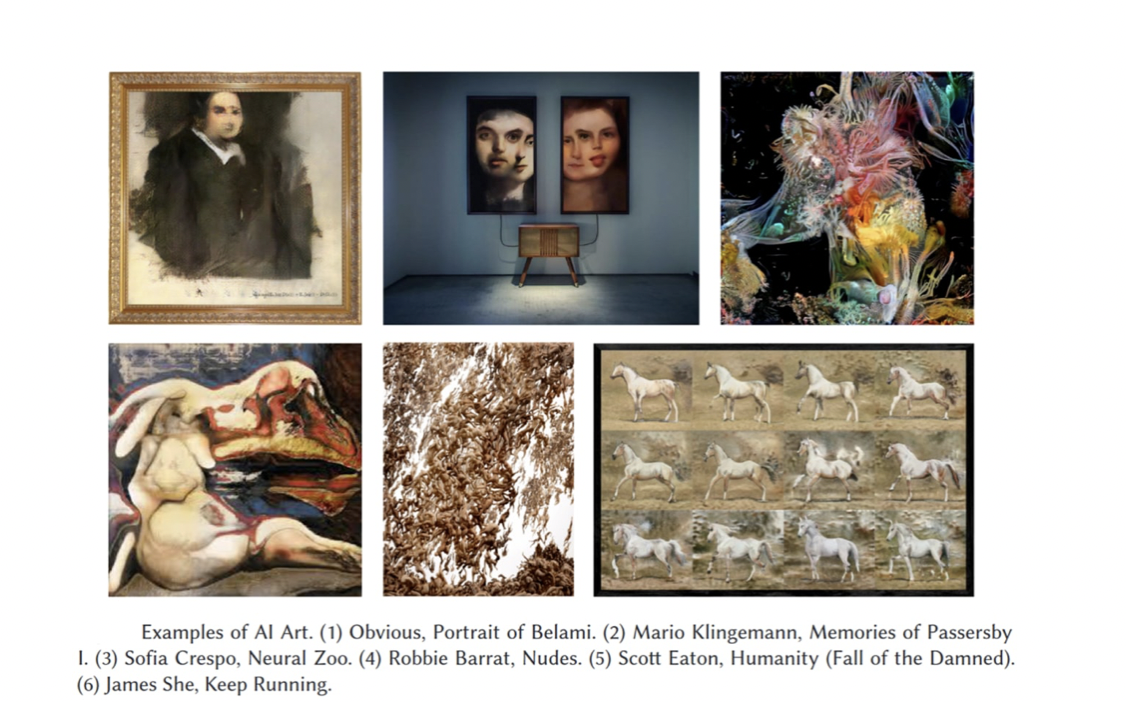 Examples of AI Art. (1) Obvious, Portrait of Belami. (2) Mario Klingemann, Memories of Passersby
I. (3) Sofia Crespo, Neural Zoo. (4) Robbie Barrat, Nudes. (5) Scott Eaton, Humanity (Fall of the Damned).
(6) James She, Keep Running.